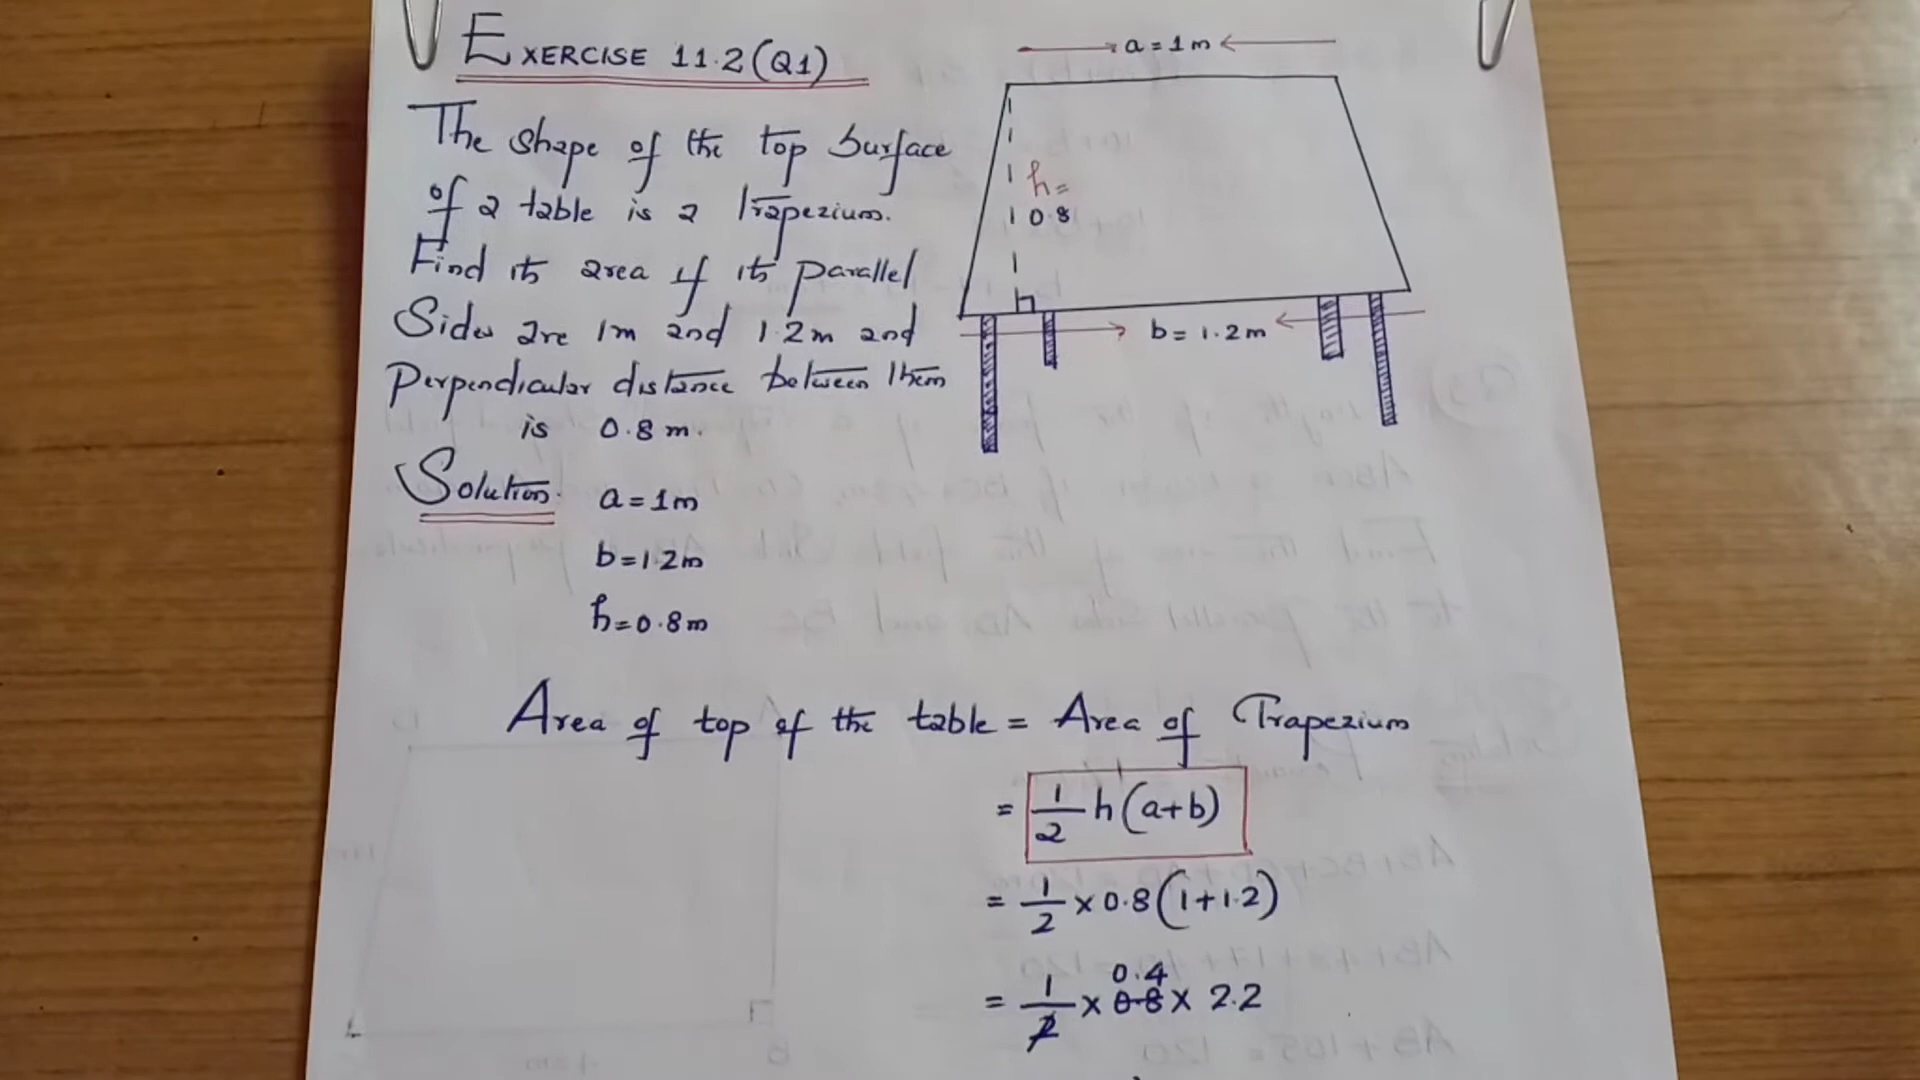 EXERCISE 11.2 (Q1)
The shape of the top Surface
of a table is a Trapezium.
Find its area if its parallel
Sides are 1m and 1.2m and
Perpendicular distance between them
is 0.8 m.
a = 1m
h =
0.8
b = 1.2m
Solution.
a = 1m
b = 1.2m
h = 0.8m
Area of top of the table = Area of Trapezium
= 1/2 h (a+b)
= 1/2 × 0.8 (1 + 1.2)
0.4
= 1/2 × 0.8 × 2.2